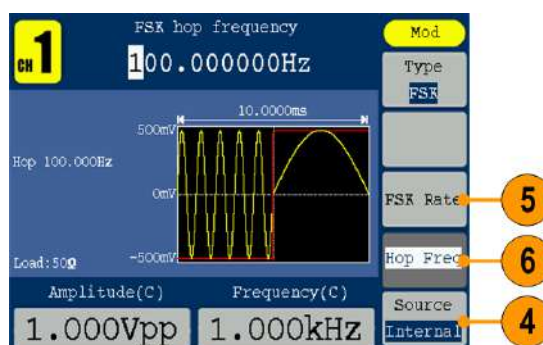 CH 1
FSK hop frequency
100.000000Hz
Mod
Type
FSK
10.0000ms
500mV
Hop 100.000Hz
0mV
FSK Rate
5
Hop Freq
6
-500mV
Load:50Ω
Amplitude(C)
Frequency(C)
1.000Vpp
1.000kHz
Source
Internal
4